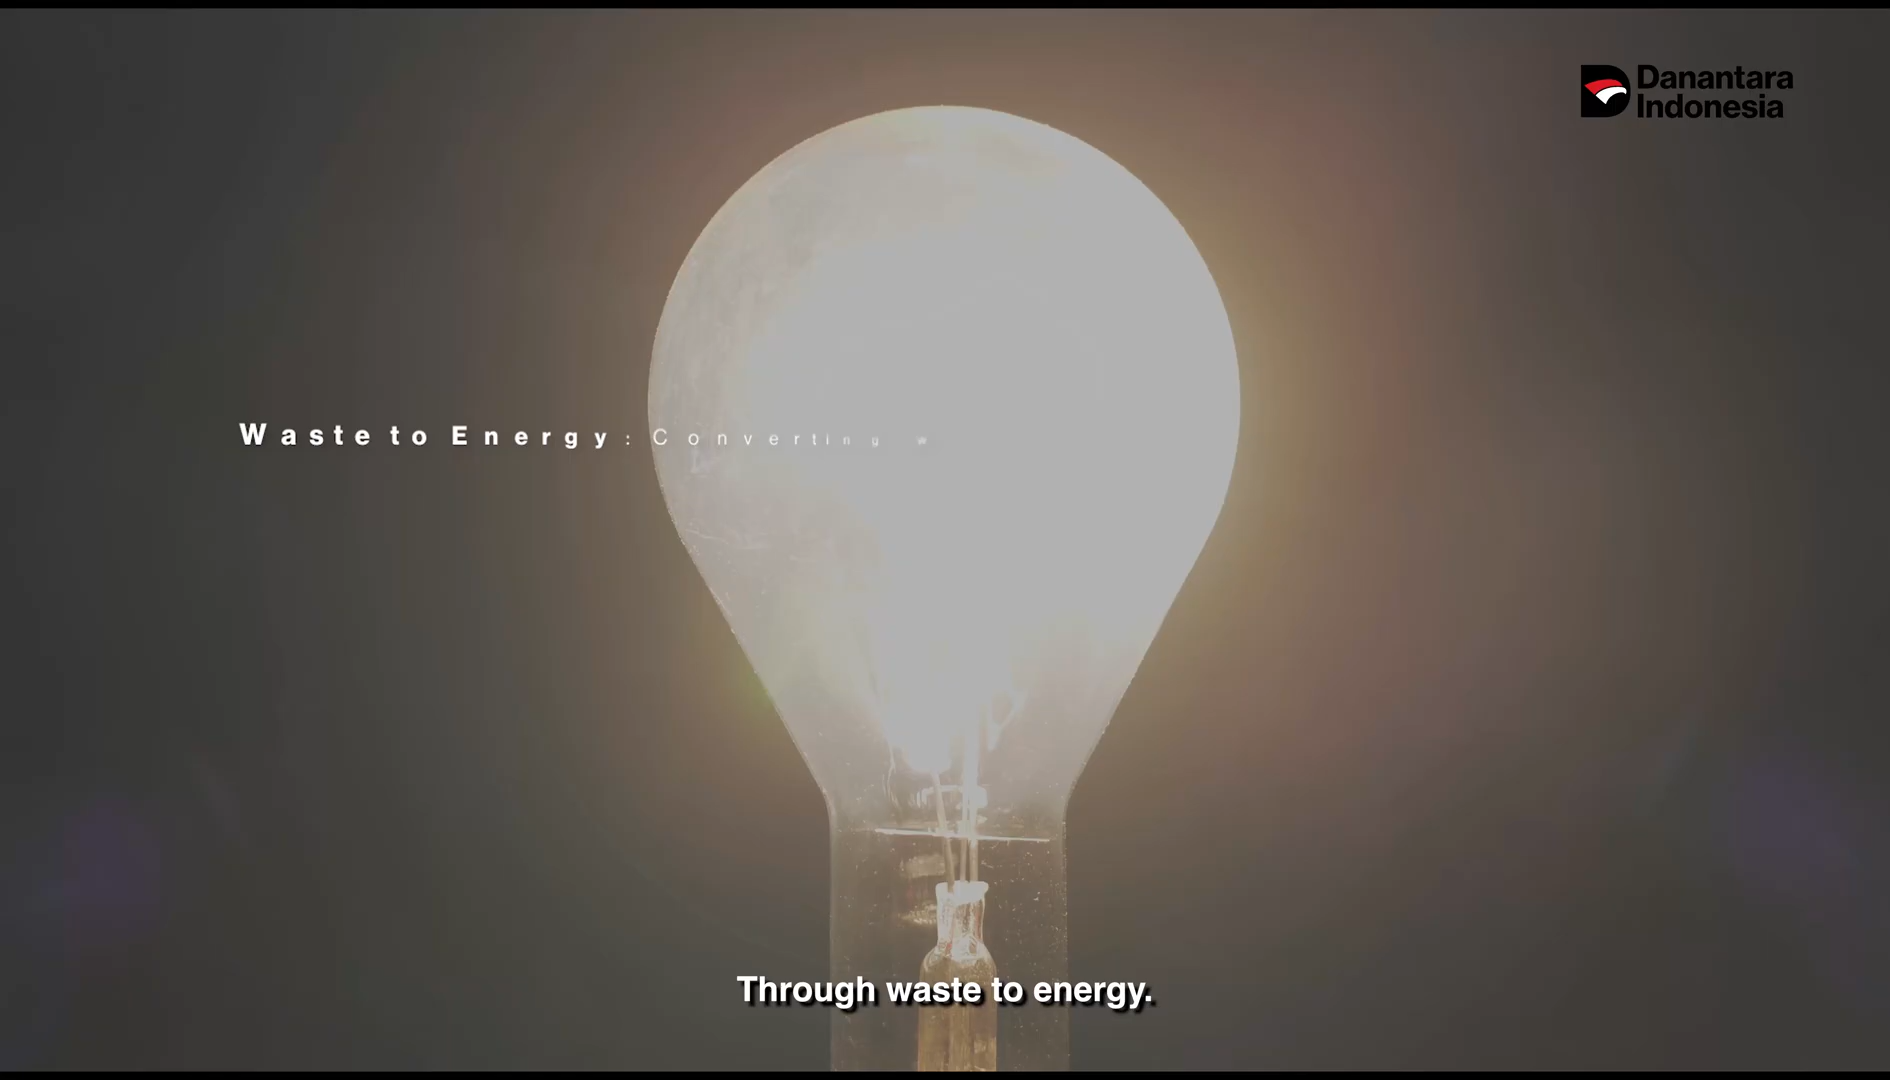 Danantara
Indonesia
Waste to Energy: Converting w
Through waste to energy.